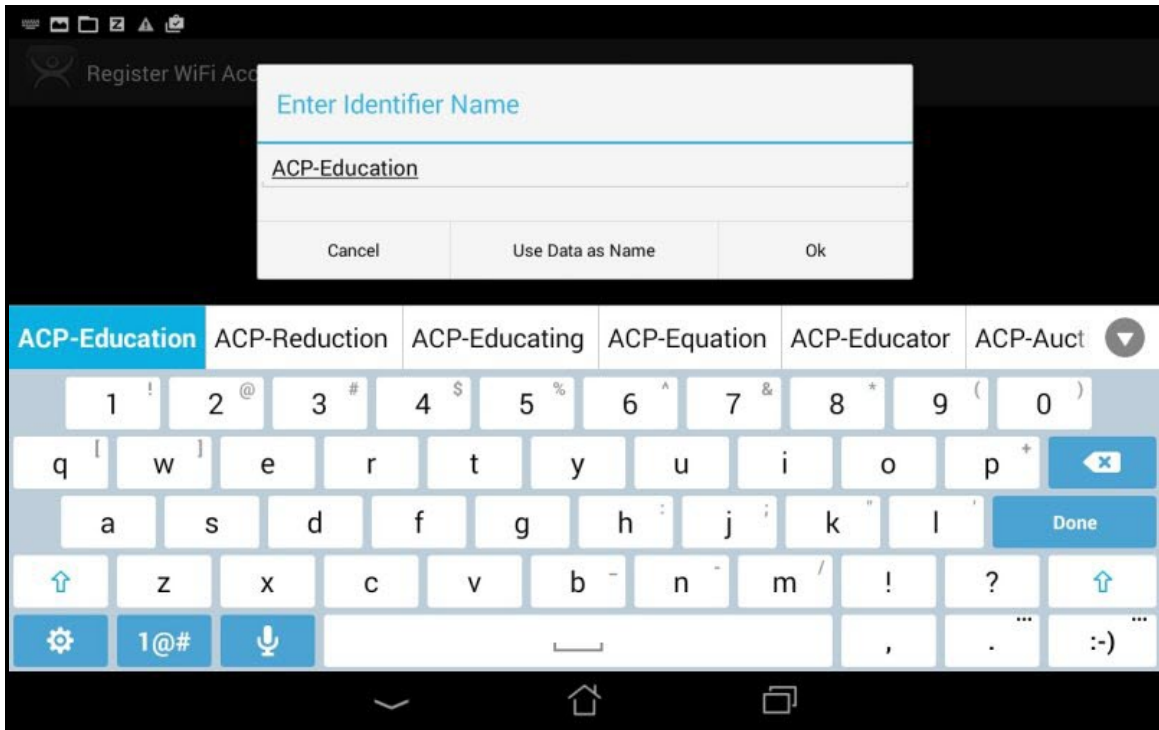 Register WiFi Acc
Enter Identifier Name
ACP-Education
Cancel Use Data as Name Ok
ACP-Education ACP-Reduction ACP-Educating ACP-Equation ACP-Educator ACP-Auct
1 ! 2 @ 3 # 4 $ 5 % 6 ^ 7 & 8 * 9 ( 0 )
q [ w ] e r t y u i o p +
a s d f g h : j ; k " l ' Done
z x c v b _ n - m / ! ?
1@# , . ... :-) ...